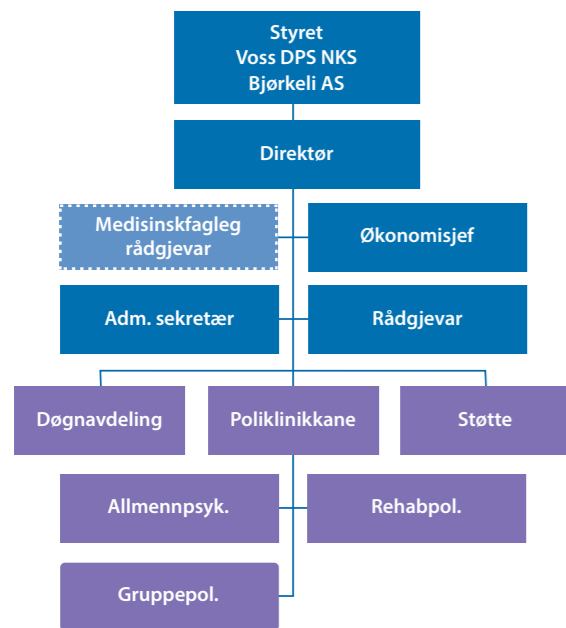 Styret
Voss DPS NKS
Bjørkeli AS
Direktør
Medisinskfagleg
rådgjevar
Økonomisjef
Adm. sekretær
Rådgjevar
Døgnavdeling
Poliklinikkane
Støtte
Allmennpsyk.
Rehabpol.
Gruppepol.